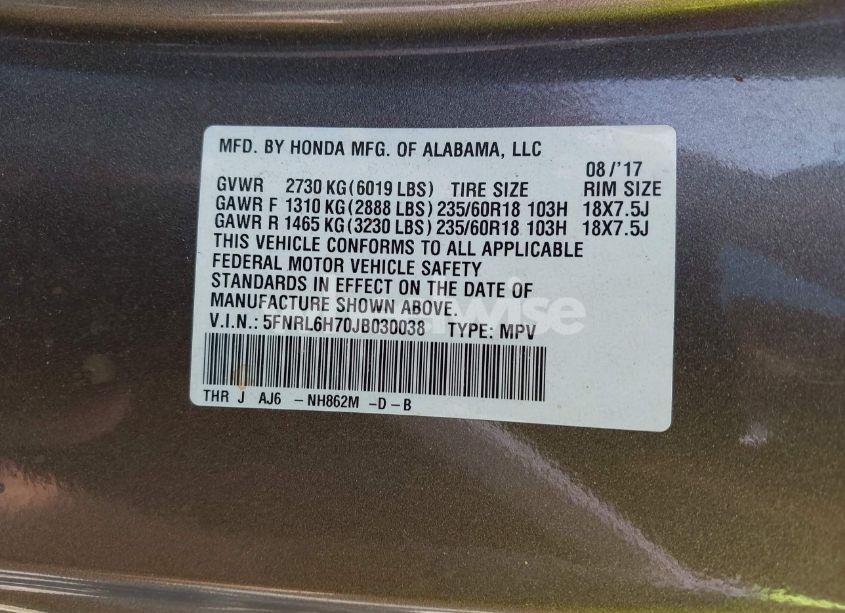 MFD. BY HONDA MFG. OF ALABAMA, LLC
08/'17
GVWR 2730 KG(6019 LBS) TIRE SIZE RIM SIZE
GAWR F 1310 KG(2888 LBS) 235/60R18 103H 18X7.5J
GAWR R 1465 KG(3230 LBS) 235/60R18 103H 18X7.5J
THIS VEHICLE CONFORMS TO ALL APPLICABLE
FEDERAL MOTOR VEHICLE SAFETY
STANDARDS IN EFFECT ON THE DATE OF
MANUFACTURE SHOWN ABOVE.
V.I.N.: 5FNRL6H70JB030038 TYPE: MPV
THR J AJ6 -NH862M -D-B